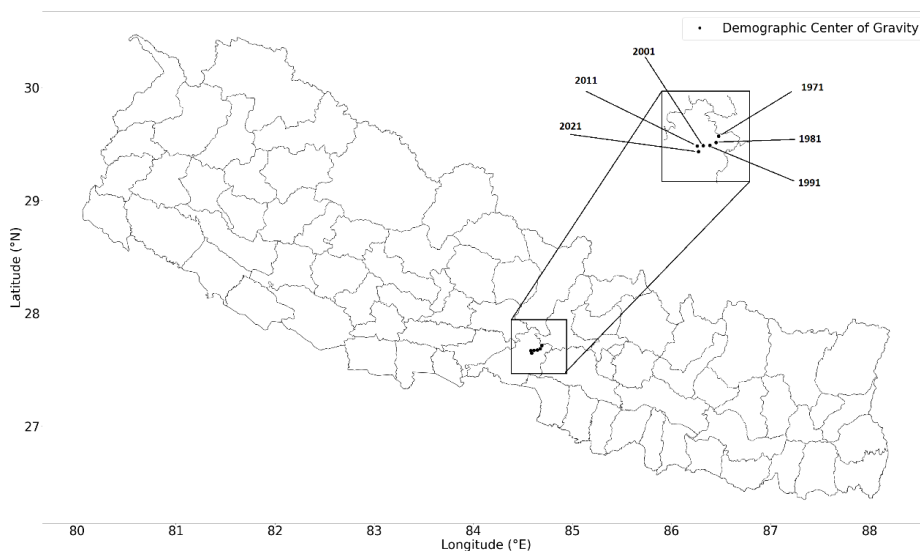 Demographic Center of Gravity
2001
2011
1971
2021
1981
1991
30
29
28
27
Latitude (°N)
80 81 82 83 84 85 86 87 88
Longitude (°E)